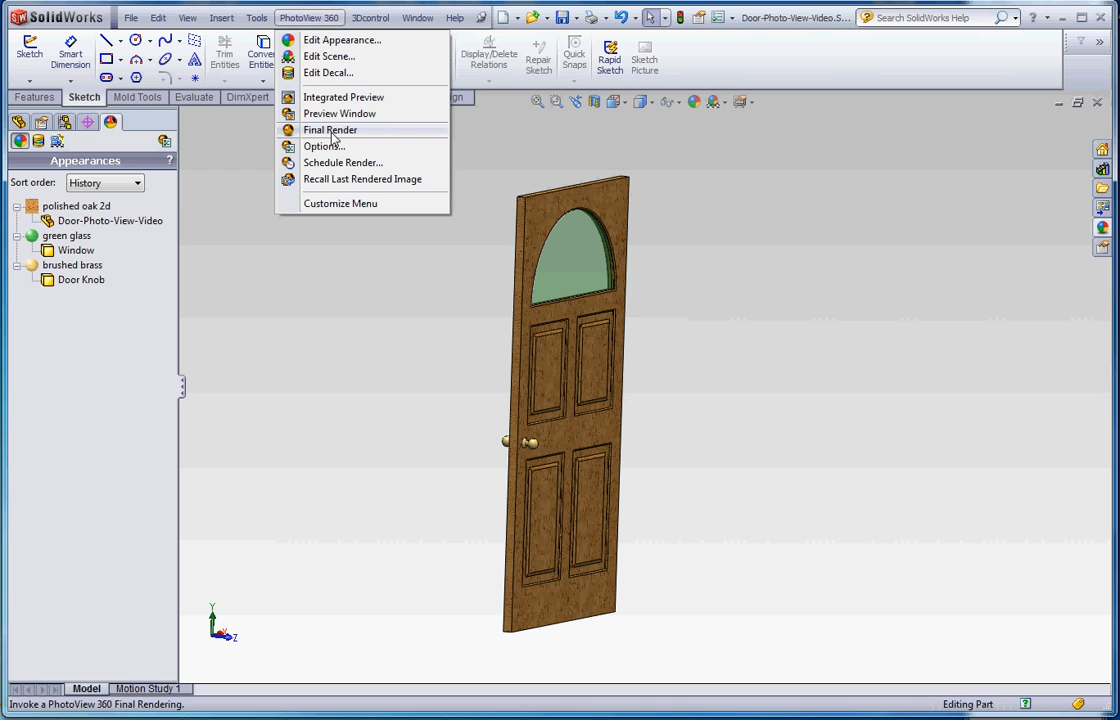 SolidWorks File Edit View Insert Tools PhotoView 360 3Dcontrol Window Help Door-Photo-View-Video.S... Search SolidWorks Help
Sketch Smart Dimension Trim Entities Display/Delete Relations Repair Sketch Quick Snaps Rapid Sketch Sketch Picture
Features Sketch Mold Tools Evaluate DimXpert
Edit Appearance...
Edit Scene...
Edit Decal...
Integrated Preview
Preview Window
Final Render
Schedule Render...
Recall Last Rendered Image
Customize Menu
Appearances ?
Sort order: History
polished oak 2d
Door-Photo-View-Video
green glass
Window
brushed brass
Door Knob
Y
Z
Model Motion Study 1
Invoke a PhotoView 360 Final Rendering. Editing Part